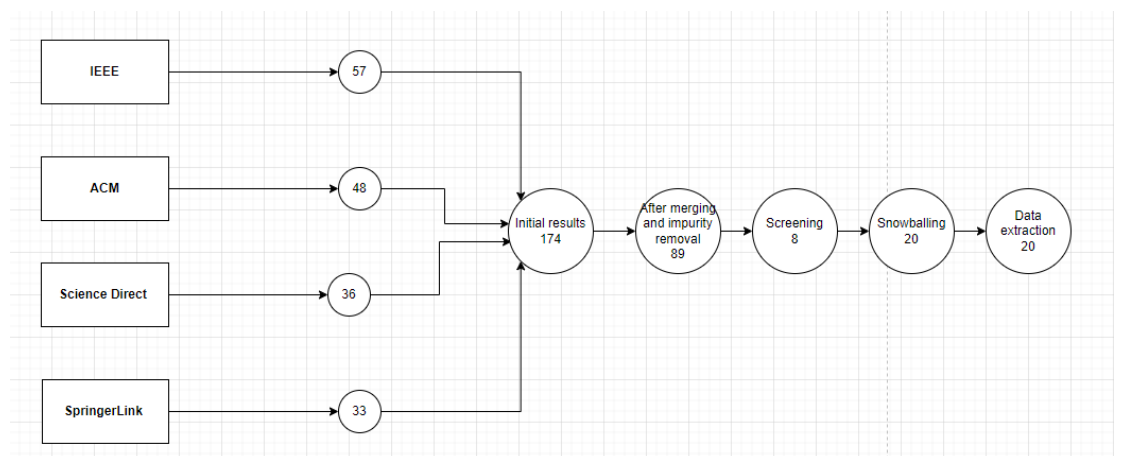 IEEE
57
ACM
48
Science Direct
36
SpringerLink
33
Initial results
174
After merging
and impurity
removal
89
Screening
8
Snowballing
20
Data
extraction
20